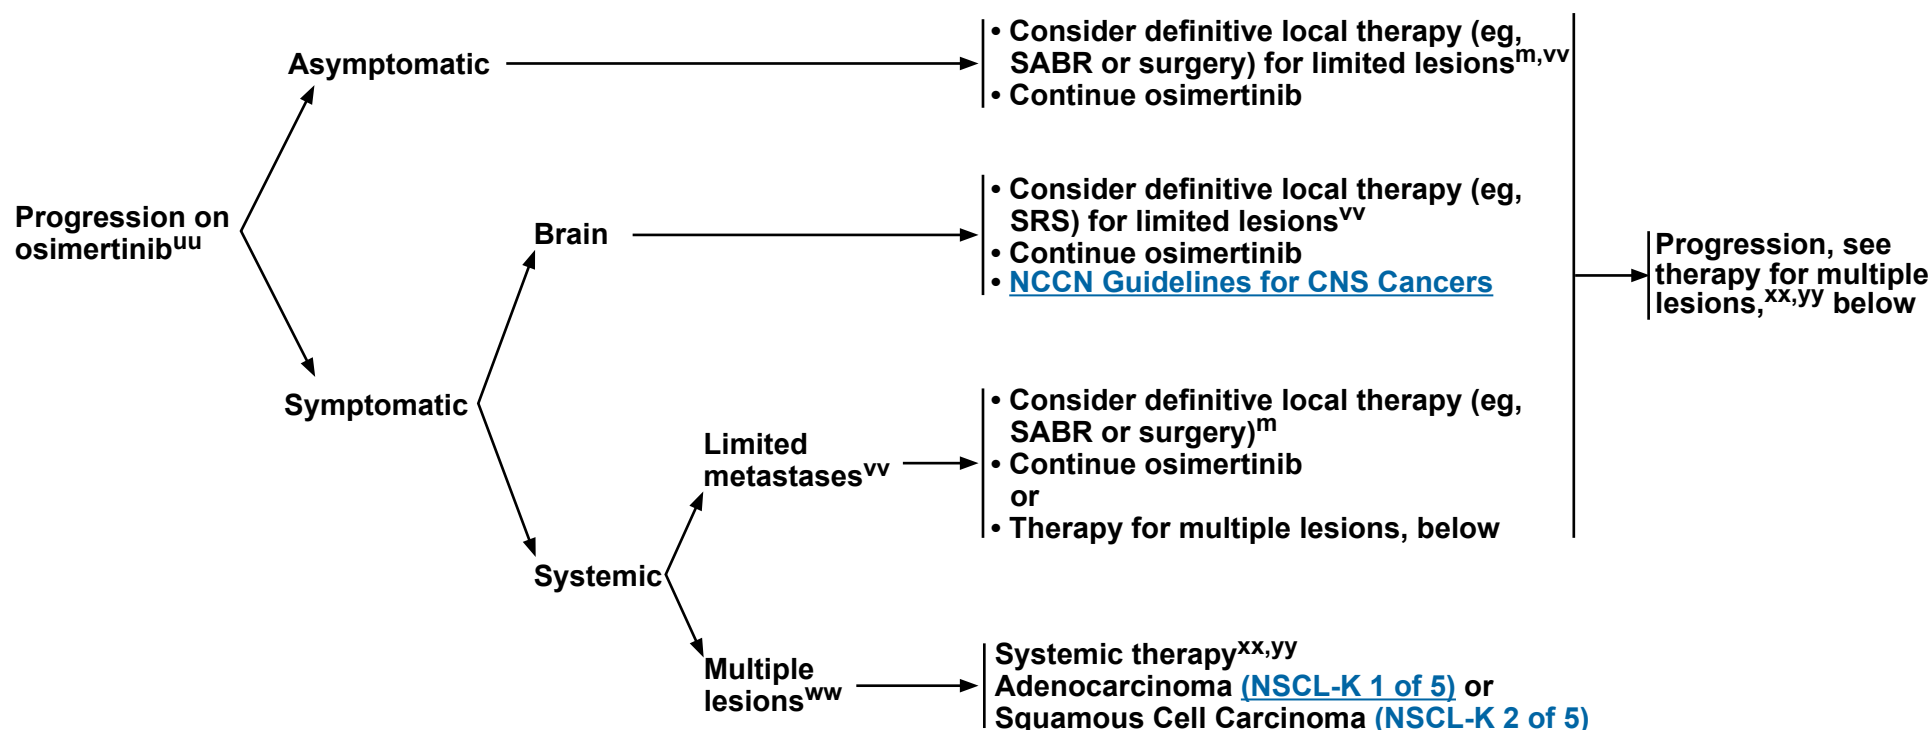 Asymptomatic
• Consider definitive local therapy (eg,
SABR or surgery) for limited lesionsm,vv
• Continue osimertinib
Progression on
osimertinibuu
Brain
• Consider definitive local therapy (eg,
SRS) for limited lesionsvv
• Continue osimertinib
• NCCN Guidelines for CNS Cancers
Progression, see
therapy for multiple
lesions,xx,yy below
Symptomatic
Limited
metastasesvv
• Consider definitive local therapy (eg,
SABR or surgery)m
• Continue osimertinib
or
• Therapy for multiple lesions, below
Systemic
Multiple
lesionsww
Systemic therapyxx,yy
Adenocarcinoma (NSCL-K 1 of 5) or
Squamous Cell Carcinoma (NSCL-K 2 of 5)